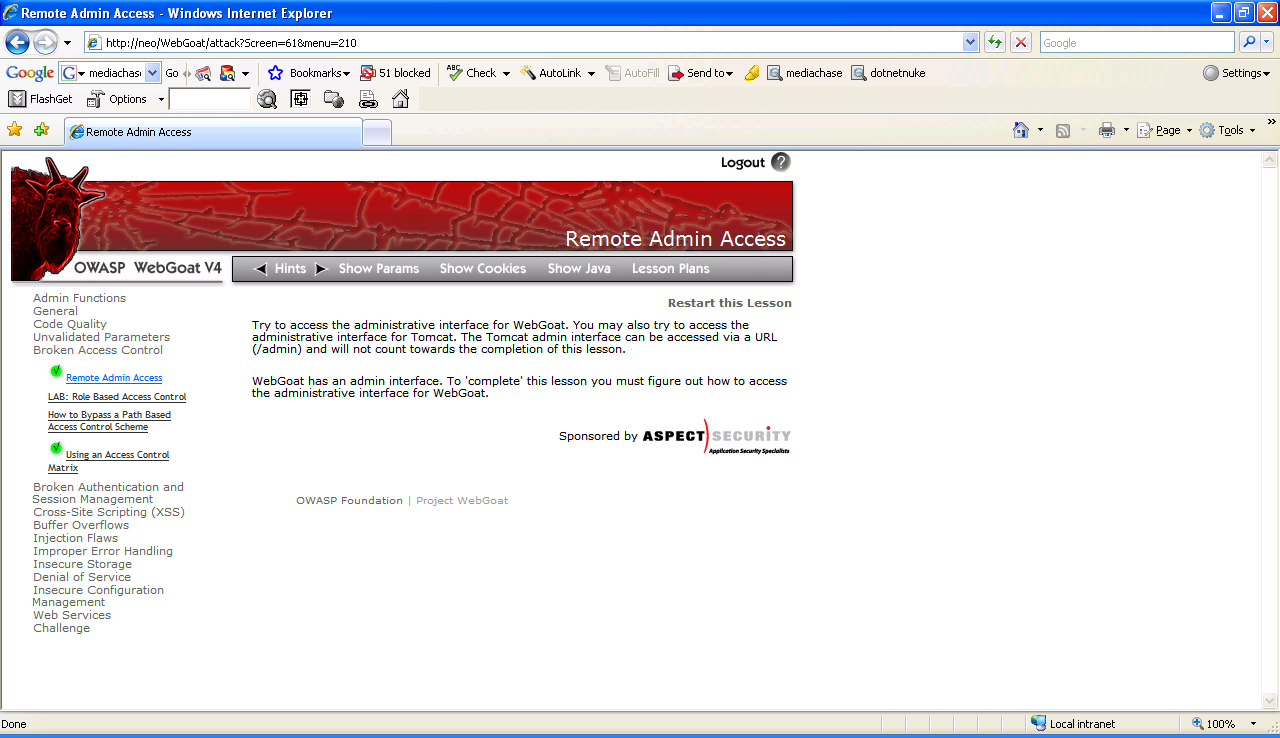 Remote Admin Access - Windows Internet Explorer
http://neo/WebGoat/attack?Screen=61&menu=210
Google
Google G mediachas Go Bookmarks 51 blocked ABC Check AutoLink AutoFill Send to mediachase dotnetnuke Settings
FlashGet Options
Remote Admin Access Page Tools »
Logout ?
Remote Admin Access
OWASP WebGoat V4 Hints Show Params Show Cookies Show Java Lesson Plans
Restart this Lesson
Admin Functions
General
Code Quality
Unvalidated Parameters
Broken Access Control
Remote Admin Access
LAB: Role Based Access Control
How to Bypass a Path Based
Access Control Scheme
Using an Access Control
Matrix
Broken Authentication and
Session Management
Cross-Site Scripting (XSS)
Buffer Overflows
Injection Flaws
Improper Error Handling
Insecure Storage
Denial of Service
Insecure Configuration
Management
Web Services
Challenge
Try to access the administrative interface for WebGoat. You may also try to access the
administrative interface for Tomcat. The Tomcat admin interface can be accessed via a URL
(/admin) and will not count towards the completion of this lesson.
WebGoat has an admin interface. To 'complete' this lesson you must figure out how to access
the administrative interface for WebGoat.
Sponsored by ASPECT SECURITY
Application Security Specialists
OWASP Foundation | Project WebGoat
Done Local intranet 100%